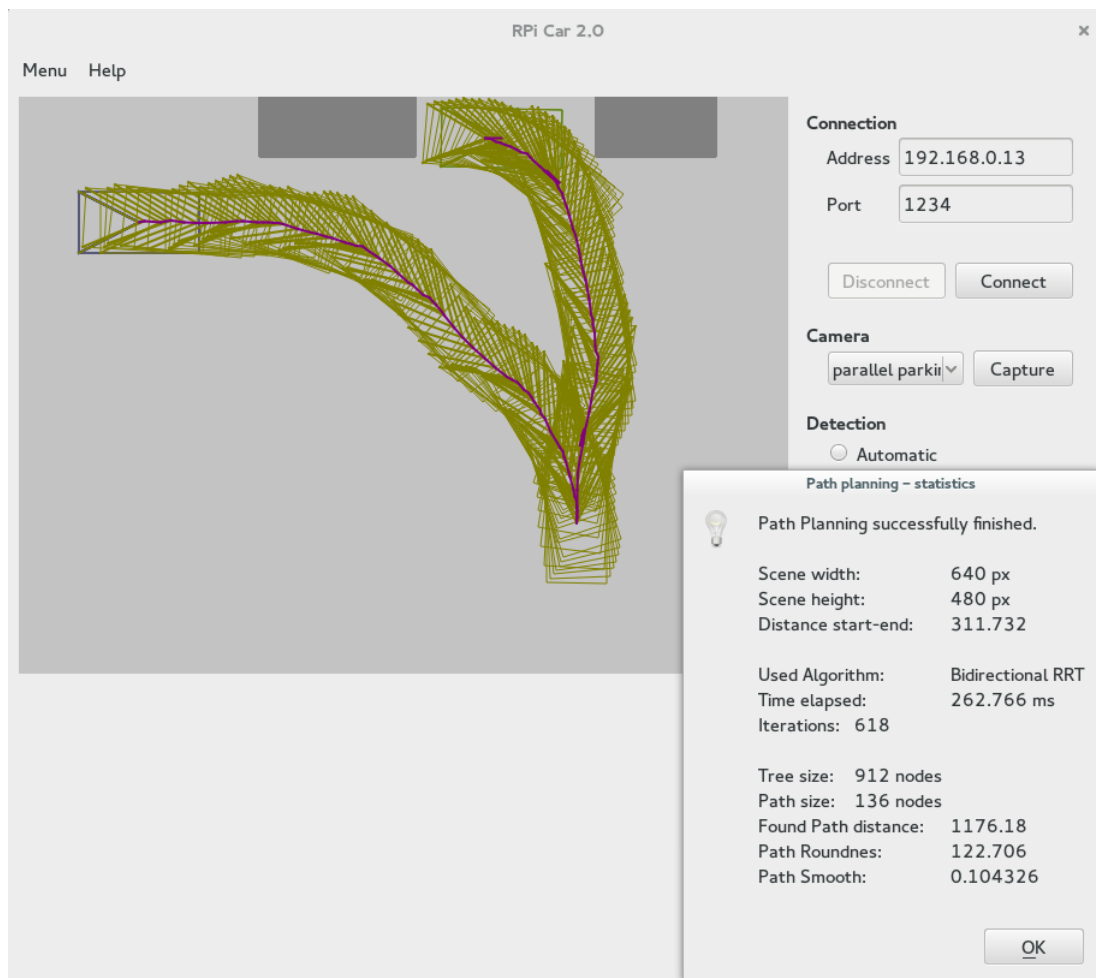 RPi Car 2.0
Menu Help
Connection
Address 192.168.0.13
Port 1234
Disconnect Connect
Camera
parallel Capture
Detection
Automatic
Path planning – statistics
Path Planning successfully finished.
Scene width: 640 px
Scene height: 480 px
Distance start-end: 311.732
Used Algorithm: Bidirectional RRT
Time elapsed: 262.766 ms
Iterations: 618
Tree size: 912 nodes
Path size: 136 nodes
Found Path distance: 1176.18
Path Roundnes: 122.706
Path Smooth: 0.104326
OK